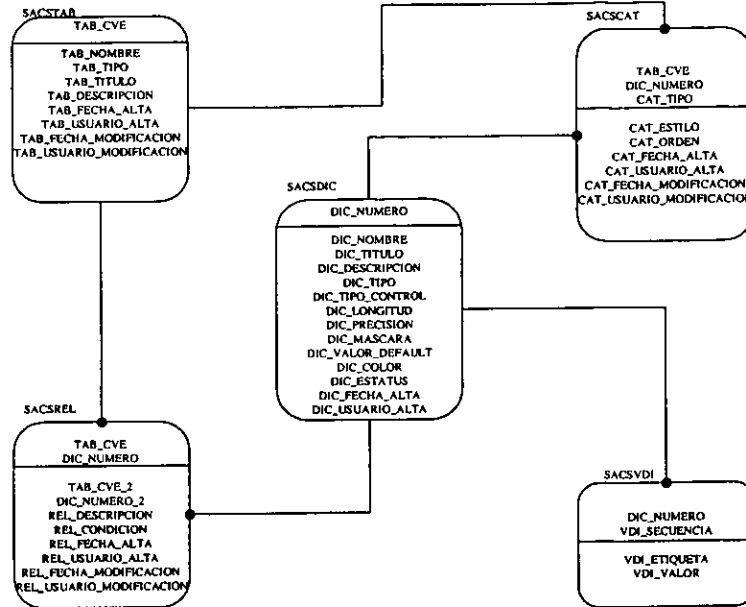 SACSTAB
TAB_CVE
TAB_NOMBRE
TAB_TIPO
TAB_TITULO
TAB_DESCRIPCION
TAB_FECHA_ALTA
TAB_USUARIO_ALTA
TAB_FECHA_MODIFICACION
TAB_USUARIO_MODIFICACION
SACSCAT
TAB_CVE
DIC_NUMERO
CAT_TIPO
CAT_ESTILO
CAT_ORDEN
CAT_FECHA_ALTA
CAT_USUARIO_ALTA
CAT_FECHA_MODIFICACION
CAT_USUARIO_MODIFICACION
SACSDIC
DIC_NUMERO
DIC_NOMBRE
DIC_TITULO
DIC_DESCRIPCION
DIC_TIPO
DIC_TIPO_CONTROL
DIC_LONGITUD
DIC_PRECISION
DIC_MASCARA
DIC_VALOR_DEFAULT
DIC_COLOR
DIC_ESTATUS
DIC_FECHA_ALTA
DIC_USUARIO_ALTA
SACSREL
TAB_CVE
DIC_NUMERO
TAB_CVE_2
DIC_NUMERO_2
REL_DESCRIPCION
REL_CONDICION
REL_FECHA_ALTA
REL_USUARIO_ALTA
REL_FECHA_MODIFICACION
REL_USUARIO_MODIFICACION
SACSVDI
DIC_NUMERO
VDI_SECUENCIA
VDI_ETIQUETA
VDI_VALOR